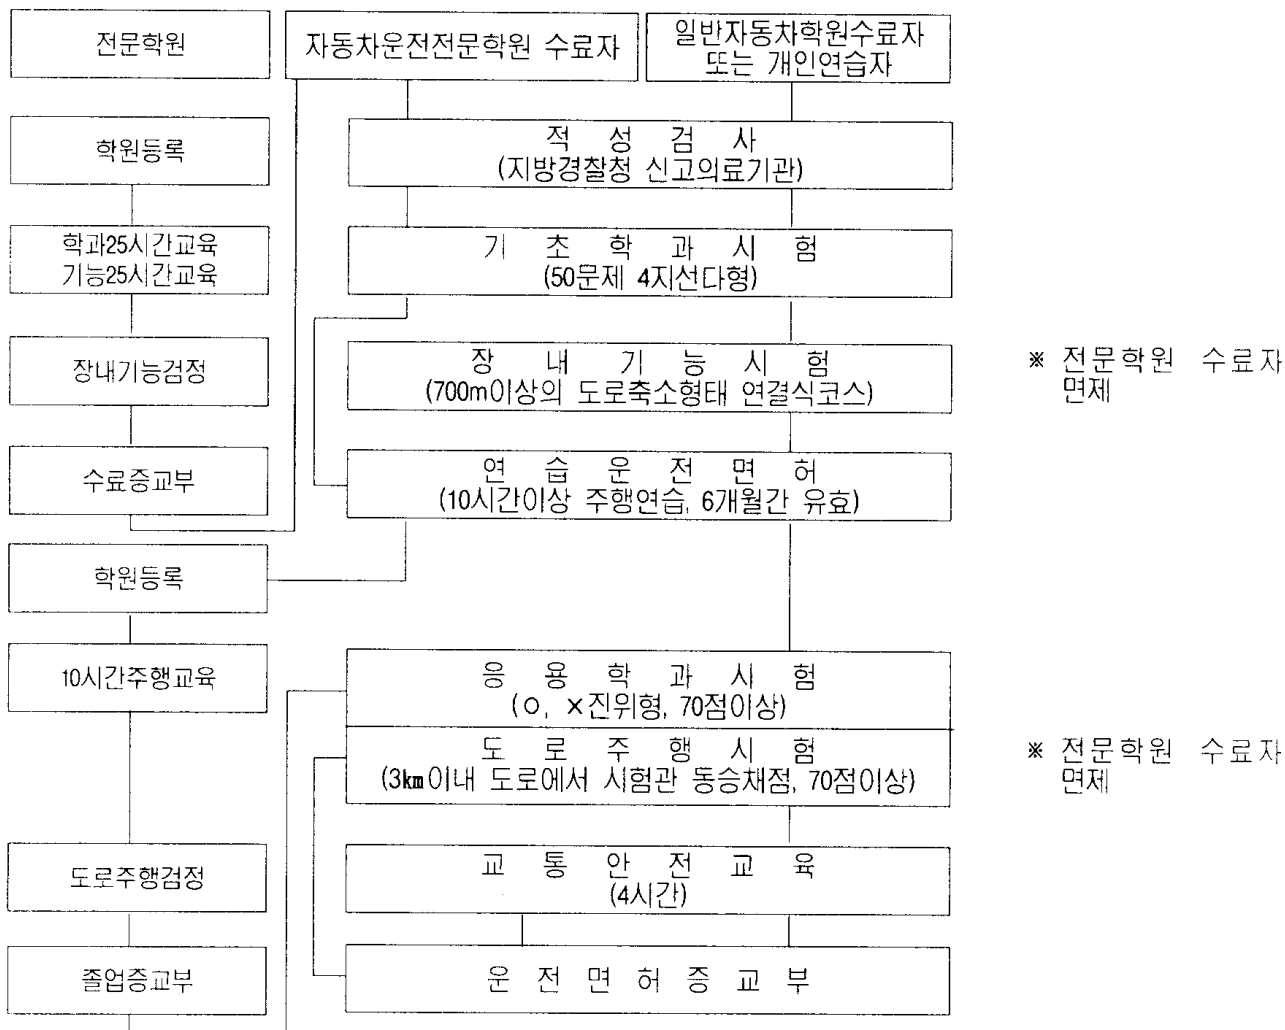 전문학원
자동차운전전문학원 수료자
일반자동차학원수료자
또는 개인연습자
학원등록
적 성 검 사
(지방경찰청 신고의료기관)
학과25시간교육
기능25시간교육
기 초 학 과 시 험
(50문제 4지선다형)
장내기능검정
장 내 기 능 시 험
(700m이상의 도로축소형태 연결식코스)
※ 전문학원 수료자
면제
수료증교부
연 습 운 전 면 허
(10시간이상 주행연습, 6개월간 유효)
학원등록
10시간주행교육
응 용 학 과 시 험
(○, ×진위형, 70점이상)
도 로 주 행 시 험
(3㎞이내 도로에서 시험관 동승채점, 70점이상)
※ 전문학원 수료자
면제
도로주행검정
교 통 안 전 교 육
(4시간)
졸업증교부
운 전 면 허 증 교 부